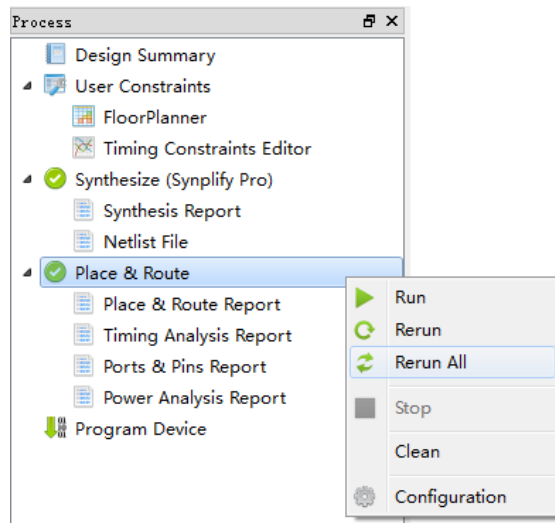 Process
Design Summary
User Constraints
FloorPlanner
Timing Constraints Editor
Synthesize (Synplify Pro)
Synthesis Report
Netlist File
Place & Route
Place & Route Report
Timing Analysis Report
Ports & Pins Report
Power Analysis Report
Program Device
Run
Rerun
Rerun All
Stop
Clean
Configuration